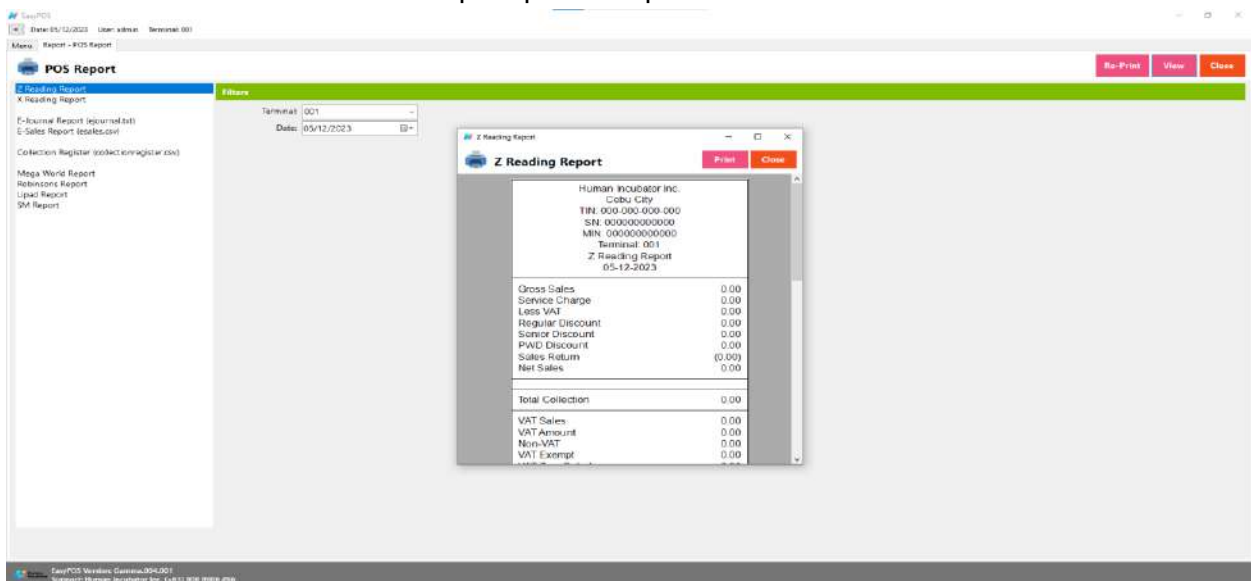 EasyPOS
Date: 05/12/2023 User: admin Terminal: 001
Menu Report - POS Report
POS Report
Re-Print View Close
Z Reading Report
X Reading Report
E-Journal Report (ejournal.txt)
E-Sales Report (esales.csv)
Collection Register (collectionregister.csv)
Mega World Report
Robinsons Report
Lipad Report
SM Report
Filters
Terminal: 001
Date: 05/12/2023
Z Reading Report
Z Reading Report
Print Close
Human Incubator Inc.
Cebu City
TIN: 000-000-000-000
SN: 000000000000
MIN: 000000000000
Terminal: 001
Z Reading Report
05-12-2023
Gross Sales 0.00
Service Charge 0.00
Less VAT 0.00
Regular Discount 0.00
Senior Discount 0.00
PWD Discount 0.00
Sales Return (0.00)
Net Sales 0.00
Total Collection 0.00
VAT Sales 0.00
VAT Amount 0.00
Non-VAT 0.00
VAT Exempt 0.00
EasyPOS Version: Gamma.004.001
Support: Human Incubator Inc.